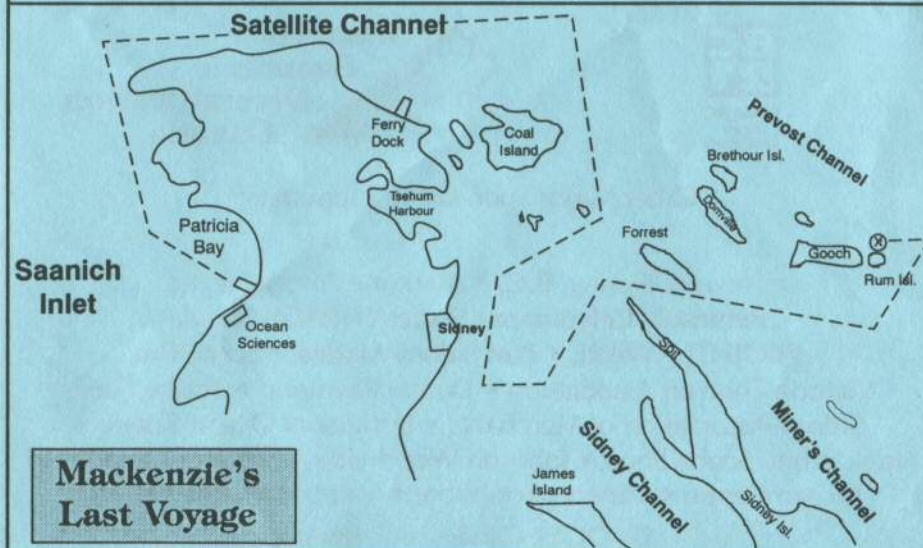 Satellite Channel
Ferry
Dock
Coal
Island
Prevost Channel
Brethour Isl.
Domville
Tsehum
Harbour
Patricia
Bay
Forrest
Gooch
Rum Isl.
Saanich
Inlet
Ocean
Sciences
Sidney
Spit
Sidney Channel
Miner's Channel
James
Island
Sidney Isl.
Mackenzie's
Last Voyage